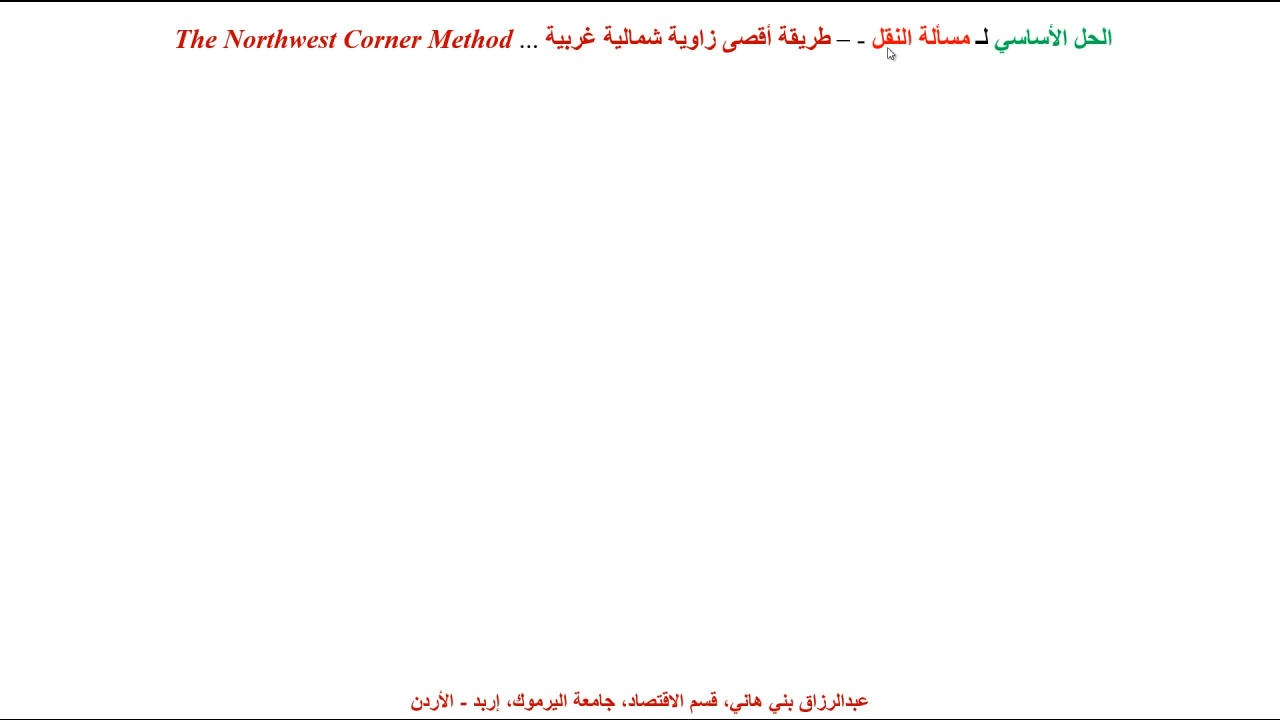 الحل الأساسي لـ مسألة النقل - – طريقة أقصى زاوية شمالية غربية ... The Northwest Corner Method
عبدالرزاق بني هاني، قسم الاقتصاد، جامعة اليرموك، إربد - الأردن